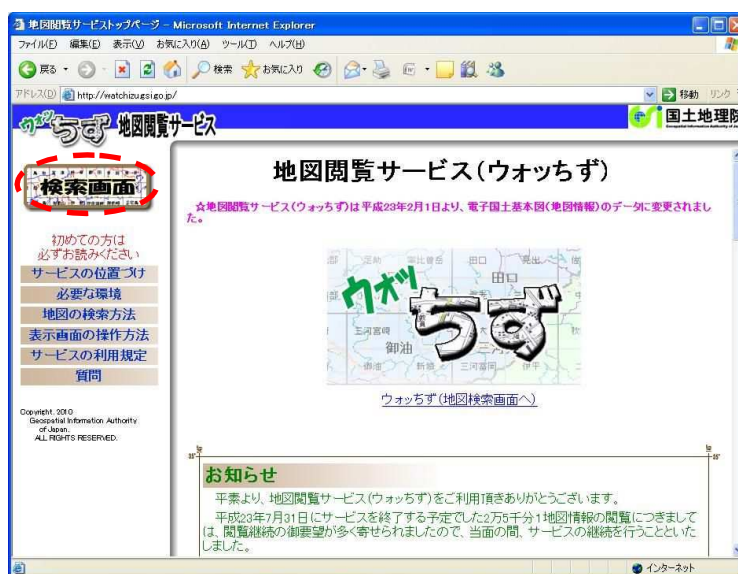 地図閲覧サービストップページ - Microsoft Internet Explorer
ファイル(F) 編集(E) 表示(V) お気に入り(A) ツール(T) ヘルプ(H)
戻る 検索 お気に入り
アドレス(D) http://watchizu.gsi.go.jp/ 移動 リンク
ウオッちず 地図閲覧サービス 国土地理院
検索画面
初めての方は
必ずお読みください
サービスの位置づけ
必要な環境
地図の検索方法
表示画面の操作方法
サービスの利用規定
質問
Copyright. 2010
Geospatial Information Authority
of Japan.
ALL RIGHTS RESERVED.
地図閲覧サービス(ウォッちず)
☆地図閲覧サービス(ウォッちず)は平成23年2月1日より、電子国土基本図(地図情報)のデータに変更されまし
た。
田口
ウオッちず
御油
ウォッちず(地図検索画面へ)
お知らせ
平素より、地図閲覧サービス(ウォッちず)をご利用頂きありがとうございます。
平成23年7月31日にサービスを終了する予定でした2万5千分1地図情報の閲覧につきまして
は、閲覧継続の御要望が多く寄せられましたので、当面の間、サービスの継続を行うことといた
しました。
インターネット